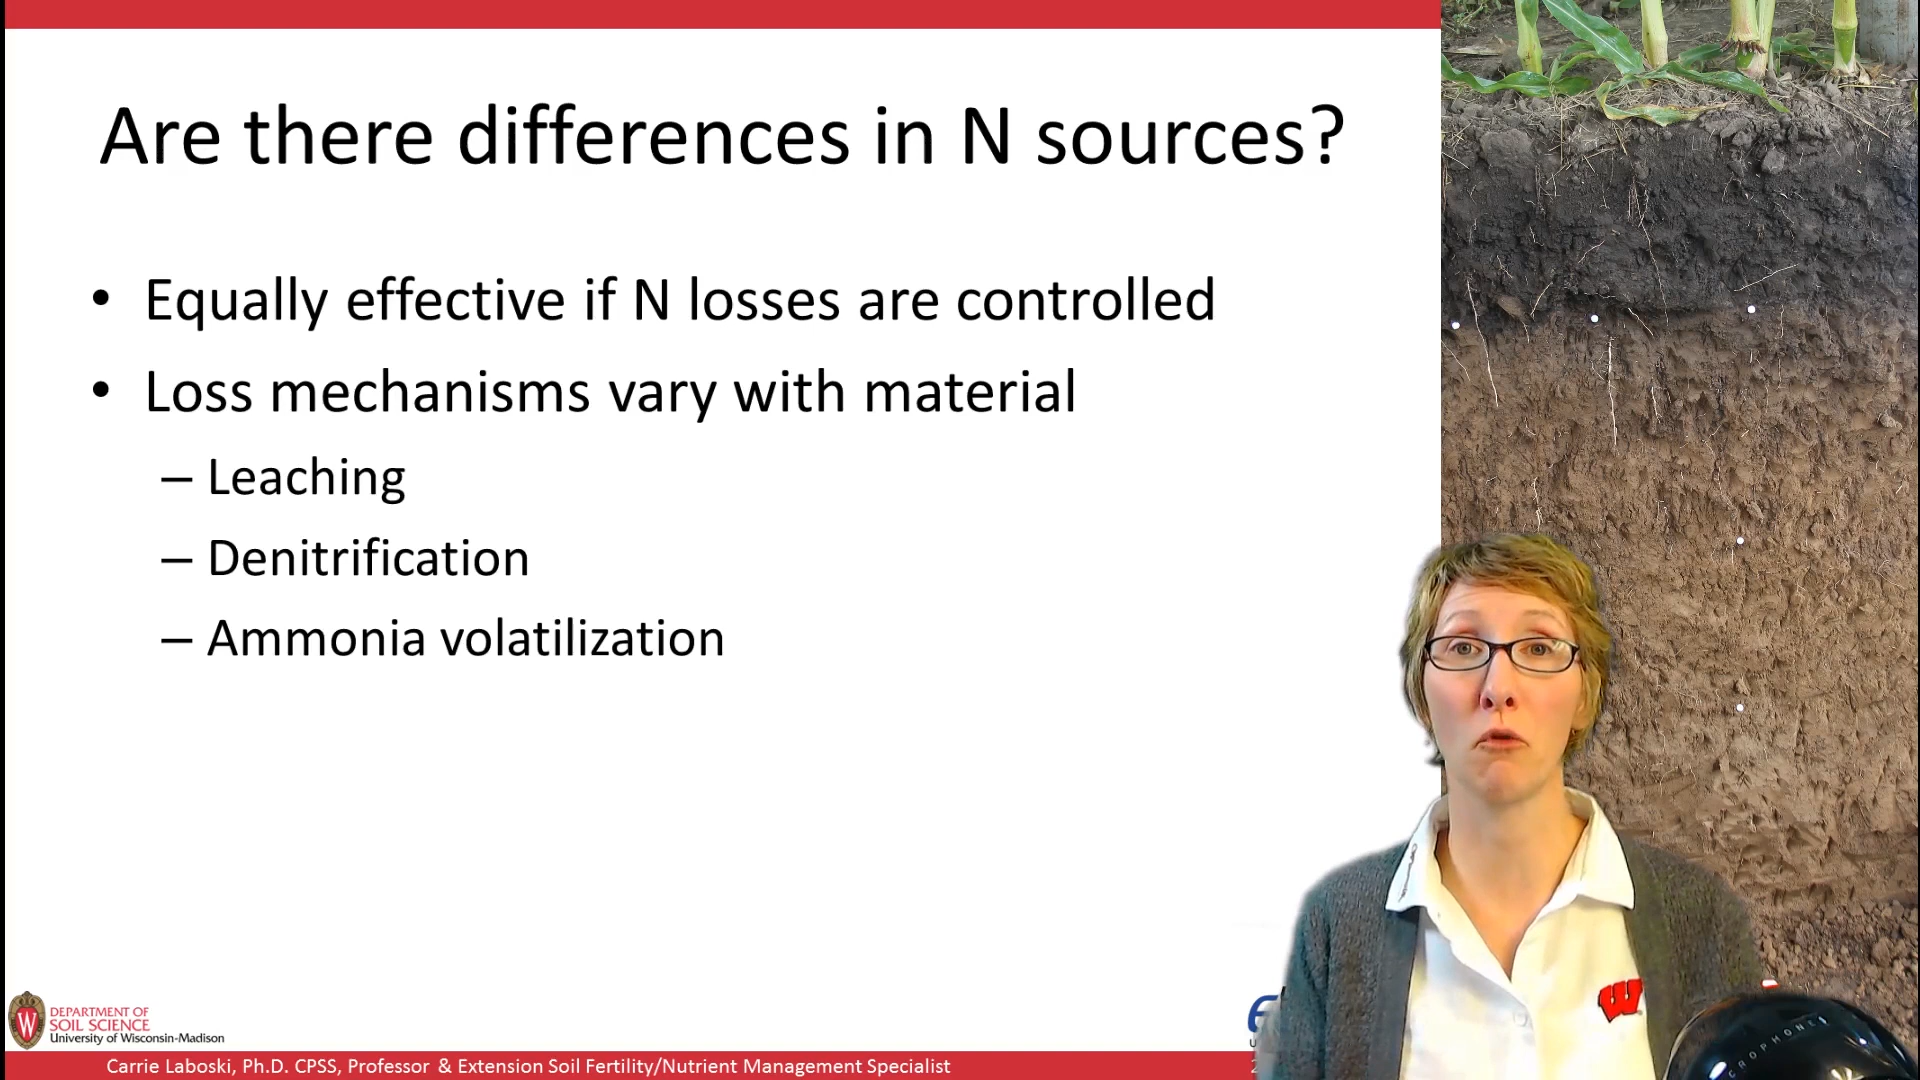 Are there differences in N sources?
• Equally effective if N losses are controlled
• Loss mechanisms vary with material
– Leaching
– Denitrification
– Ammonia volatilization
W
DEPARTMENT OF
SOIL SCIENCE
University of Wisconsin-Madison
Carrie Laboski, Ph.D. CPSS, Professor & Extension Soil Fertility/Nutrient Management Specialist
W